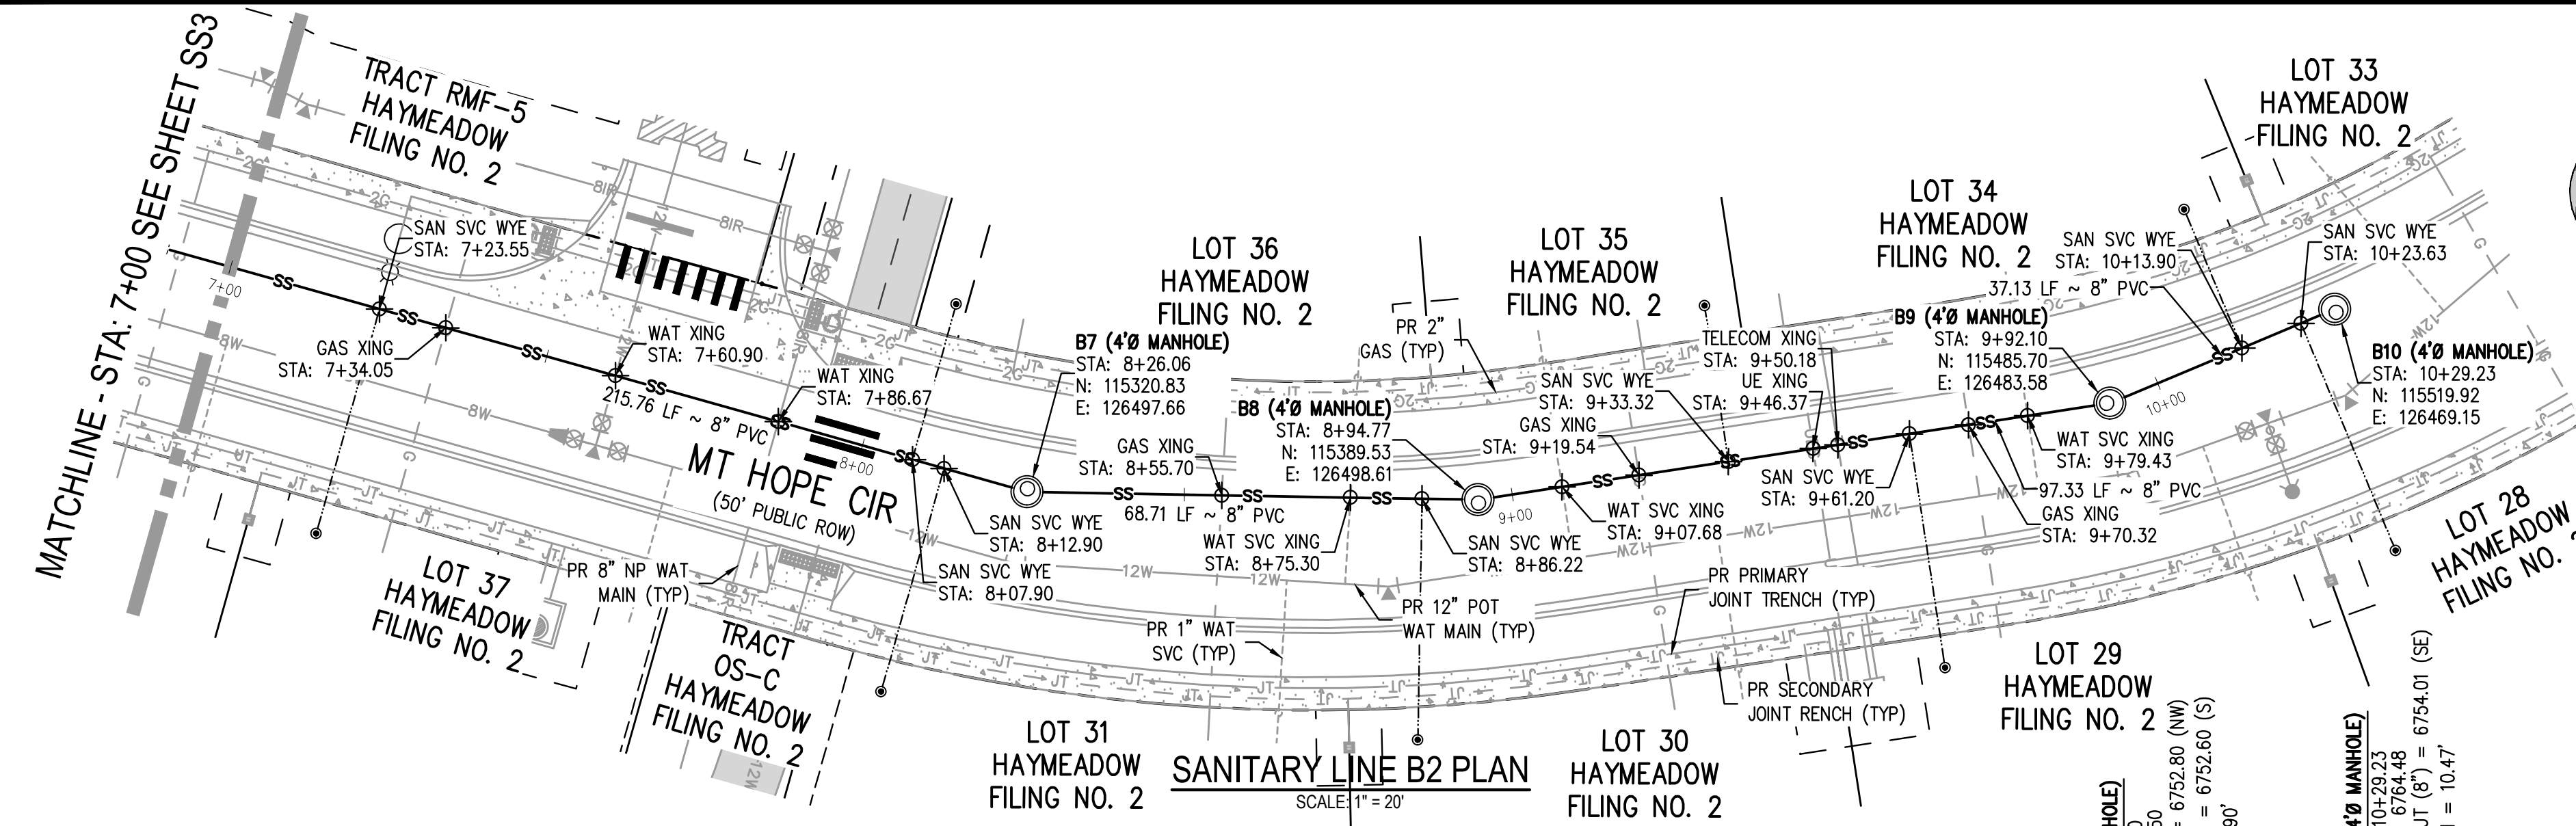 MATCHLINE - STA: 7+00 SEE SHEET SS3
TRACT RMF-5
HAYMEADOW
FILING NO. 2
SAN SVC WYE
STA: 7+23.55
7+00
GAS XING
STA: 7+34.05
WAT XING
STA: 7+60.90
215.76 LF ~ 8" PVC
WAT XING
STA: 7+86.67
MT HOPE CIR
(50' PUBLIC ROW)
8+00
LOT 37
HAYMEADOW
FILING NO. 2
PR 8" NP WAT
MAIN (TYP)
TRACT
OS-C
HAYMEADOW
FILING NO. 2
SAN SVC WYE
STA: 8+07.90
SAN SVC WYE
STA: 8+12.90
B7 (4'Ø MANHOLE)
STA: 8+26.06
N: 115320.83
E: 126497.66
LOT 36
HAYMEADOW
FILING NO. 2
GAS XING
STA: 8+55.70
68.71 LF ~ 8" PVC
WAT SVC XING
STA: 8+75.30
B8 (4'Ø MANHOLE)
STA: 8+94.77
N: 115389.53
E: 126498.61
SAN SVC WYE
STA: 8+86.22
PR 2"
GAS (TYP)
PR 1" WAT
SVC (TYP)
PR 12" POT
WAT MAIN (TYP)
LOT 31
HAYMEADOW
FILING NO. 2
SANITARY LINE B2 PLAN
SCALE: 1" = 20'
LOT 35
HAYMEADOW
FILING NO. 2
9+00
WAT SVC XING
STA: 9+07.68
GAS XING
STA: 9+19.54
SAN SVC WYE
STA: 9+33.32
UE XING
STA: 9+46.37
TELECOM XING
STA: 9+50.18
SAN SVC WYE
STA: 9+61.20
PR PRIMARY
JOINT TRENCH (TYP)
PR SECONDARY
JOINT RENCH (TYP)
LOT 30
HAYMEADOW
FILING NO. 2
LOT 34
HAYMEADOW
FILING NO. 2
B9 (4'Ø MANHOLE)
STA: 9+92.10
N: 115485.70
E: 126483.58
WAT SVC XING
STA: 9+79.43
97.33 LF ~ 8" PVC
GAS XING
STA: 9+70.32
LOT 29
HAYMEADOW
FILING NO. 2
10+00
37.13 LF ~ 8" PVC
SAN SVC WYE
STA: 10+13.90
LOT 33
HAYMEADOW
FILING NO. 2
SAN SVC WYE
STA: 10+23.63
B10 (4'Ø MANHOLE)
STA: 10+29.23
N: 115519.92
E: 126469.15
LOT 28
HAYMEADOW
FILING NO.
6752.80 (NW)
= 6752.60 (S)
4'Ø MANHOLE)
10+29.23
6764.48
(8") = 6754.01 (SE)
= 10.47'